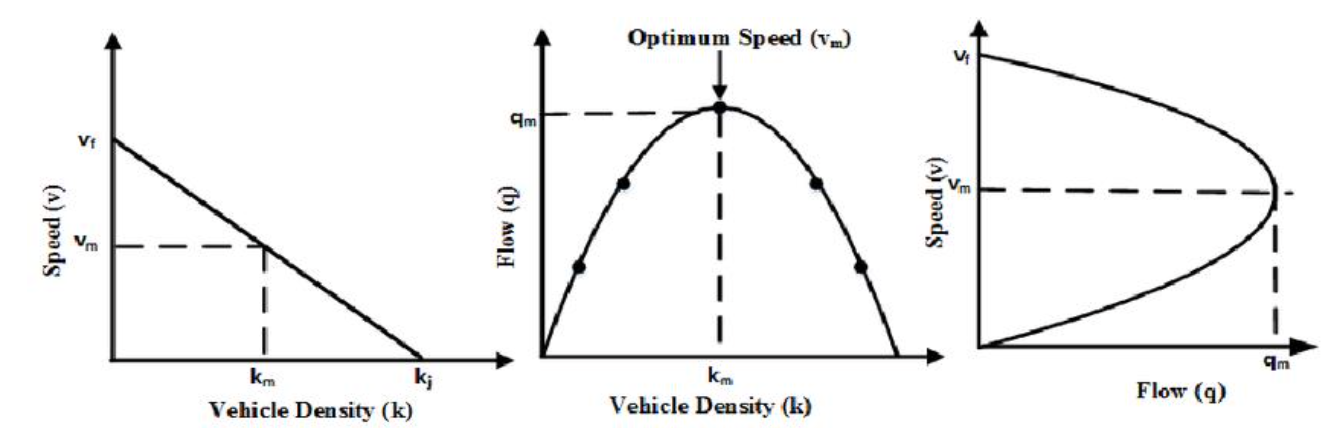 Speed (v)
vf
vm
km
kj
Vehicle Density (k)
Optimum Speed (vm)
Flow (q)
qm
km
Vehicle Density (k)
Speed (v)
vf
vm
qm
Flow (q)